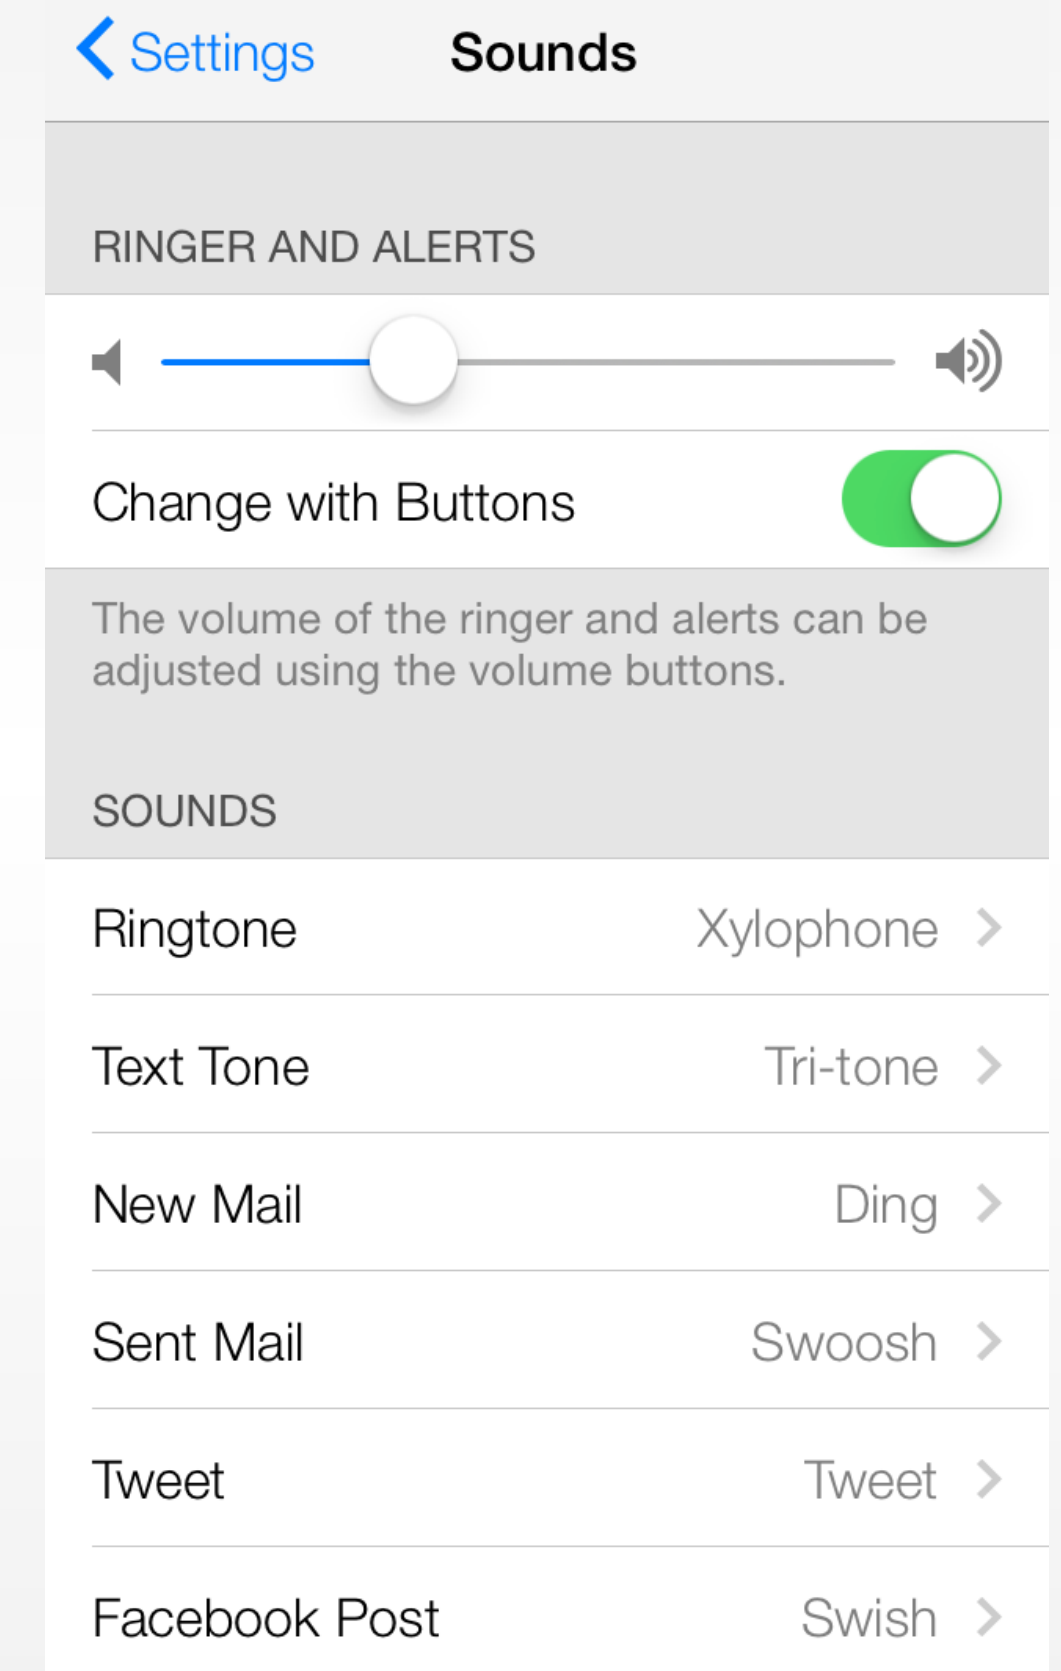 Settings
Sounds
RINGER AND ALERTS
Change with Buttons
The volume of the ringer and alerts can be
adjusted using the volume buttons.
SOUNDS
Ringtone Xylophone
Text Tone Tri-tone
New Mail Ding
Sent Mail Swoosh
Tweet Tweet
Facebook Post Swish